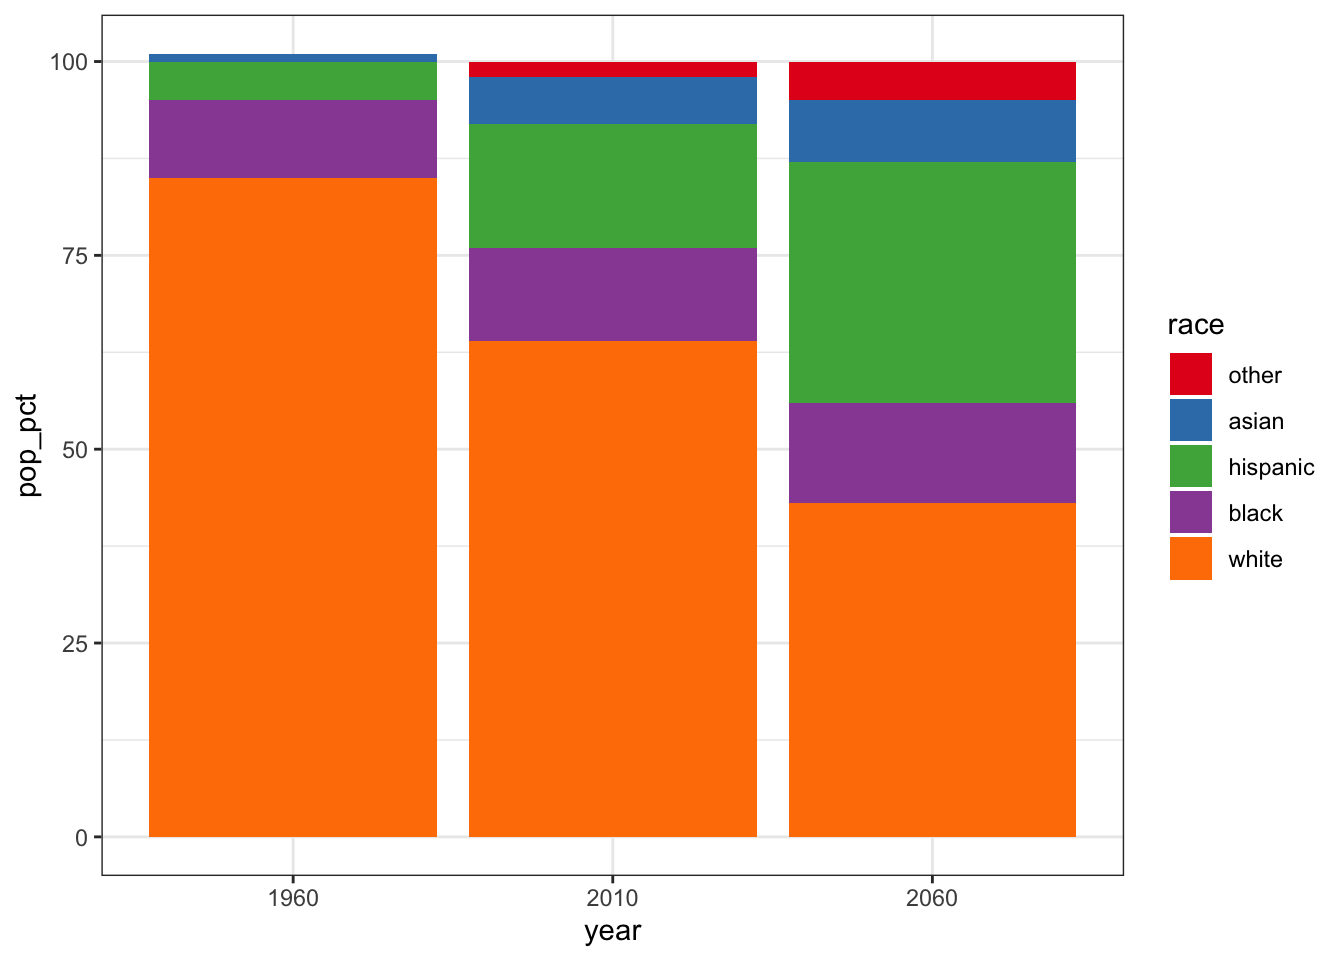 100
75
50
25
0
pop_pct
1960 2010 2060
year
race
other
asian
hispanic
black
white